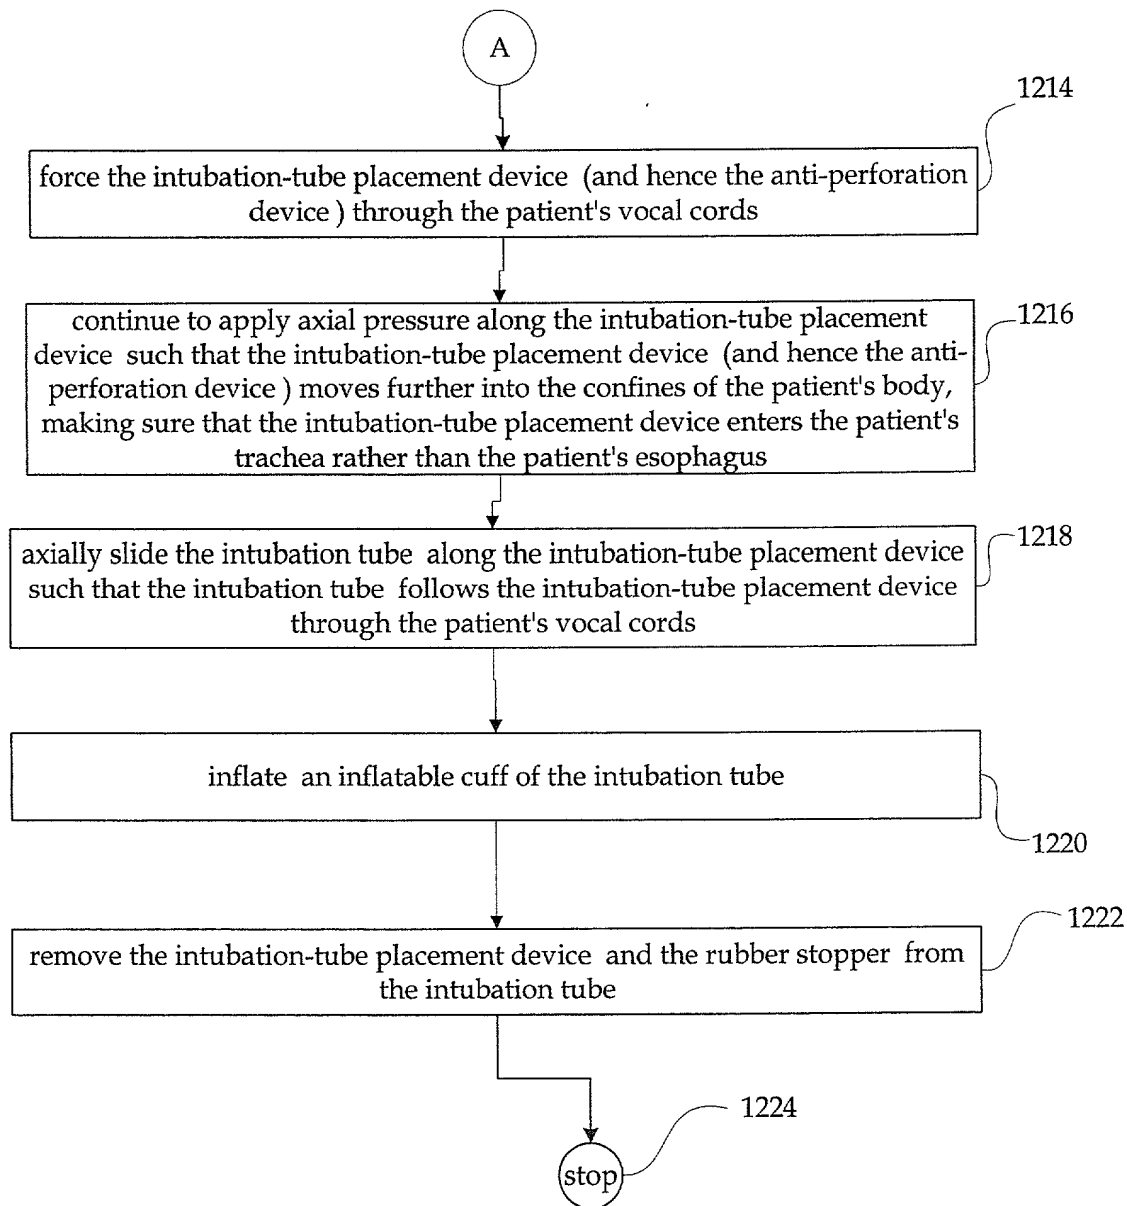 A
1214
force the intubation-tube placement device (and hence the anti-perforation
device ) through the patient's vocal cords
1216
continue to apply axial pressure along the intubation-tube placement
device such that the intubation-tube placement device (and hence the anti-
perforation device ) moves further into the confines of the patient's body,
making sure that the intubation-tube placement device enters the patient's
trachea rather than the patient's esophagus
1218
axially slide the intubation tube along the intubation-tube placement device
such that the intubation tube follows the intubation-tube placement device
through the patient's vocal cords
inflate an inflatable cuff of the intubation tube
1220
1222
remove the intubation-tube placement device and the rubber stopper from
the intubation tube
1224
stop